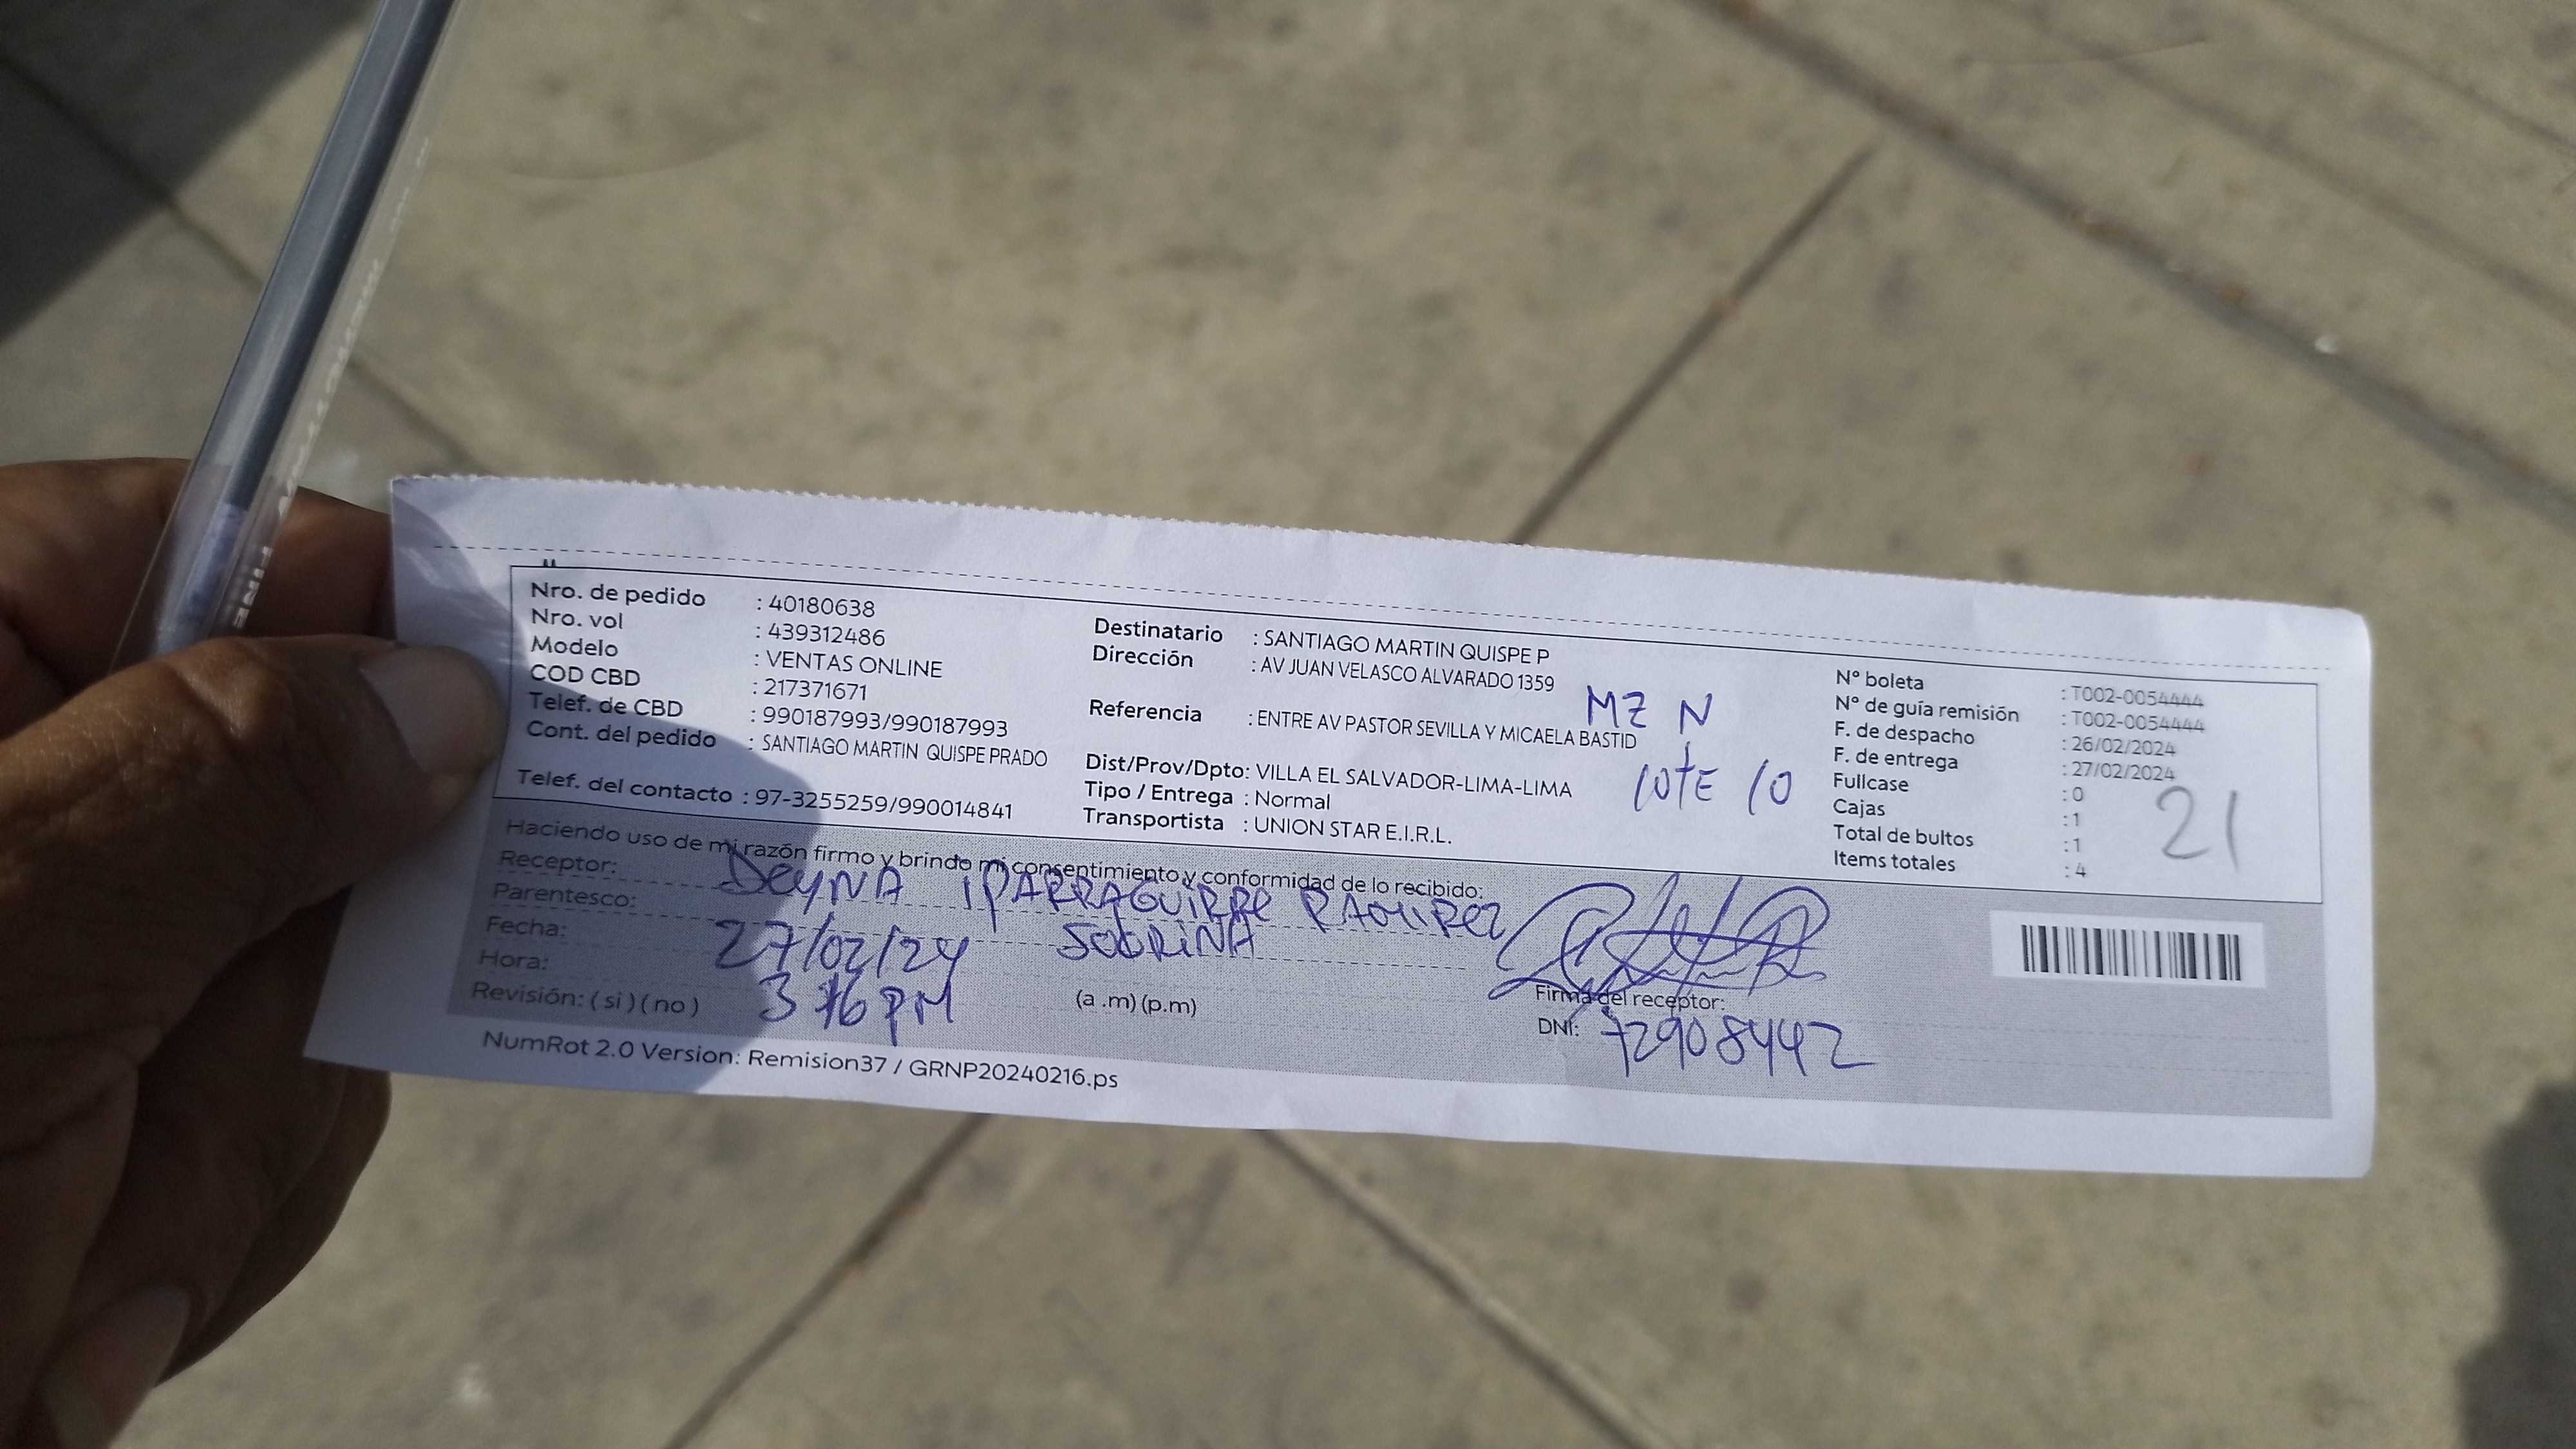 Nro. de pedido : 40180638
Nro. vol : 439312486
Modelo : VENTAS ONLINE
COD CBD : 217371671
Telef. de CBD : 990187993/990187993
Cont. del pedido : SANTIAGO MARTIN QUISPE PRADO
Telef. del contacto : 97-3255259/990014841
Destinatario : SANTIAGO MARTIN QUISPE P
Dirección : AV JUAN VELASCO ALVARADO 1359
MZ N
Referencia : ENTRE AV PASTOR SEVILLA Y MICAELA BASTID
Dist/Prov/Dpto: VILLA EL SALVADOR-LIMA-LIMA
LOTE 10
Tipo / Entrega : Normal
Transportista : UNION STAR E.I.R.L.
N° boleta : T002-0054444
N° de guía remisión : T002-0054444
F. de despacho : 26/02/2024
F. de entrega : 27/02/2024
Fullcase : 0
Cajas : 1
Total de bultos : 1
Items totales : 4
21
Haciendo uso de mi razón firmo y brindo mi consentimiento y conformidad de lo recibido:
Receptor: DeyNA IPARRAGUIRRE RAMIREZ
Parentesco: SOBRINA
Fecha: 27/02/24
Hora: 3 16 PM (a .m) (p.m)
Revisión: ( si ) ( no )
Firma del receptor:
DNI: 72908442
NumRot 2.0 Version: Remision37 / GRNP20240216.ps